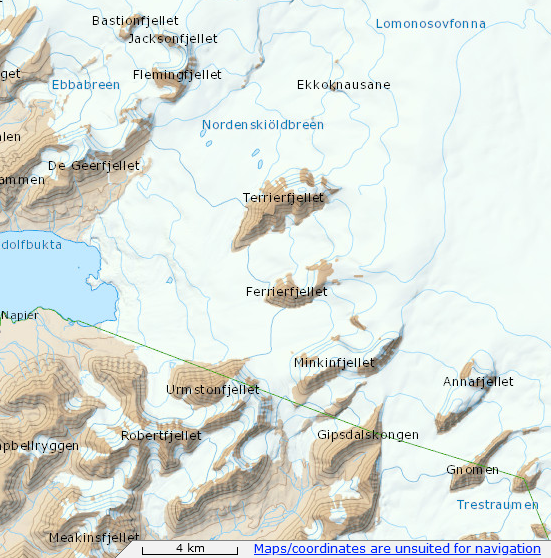 Bastionfjellet
Lomonosovfonna
Jacksonfjellet
get
Flemingfjellet
Ebbabreen
Ekkoknausane
Nordenskiöldbreen
alen
De Geerfjellet
ammen
Terrierfjellet
dolfbukta
Ferrierfjellet
Napier
Minkinfjellet
Annafjellet
Urmstonfjellet
Robertfjellet
Gipsdalskongen
pbellryggen
Gnomen
Trestraumen
Meakinsfjellet
4 km
Maps/coordinates are unsuited for navigation